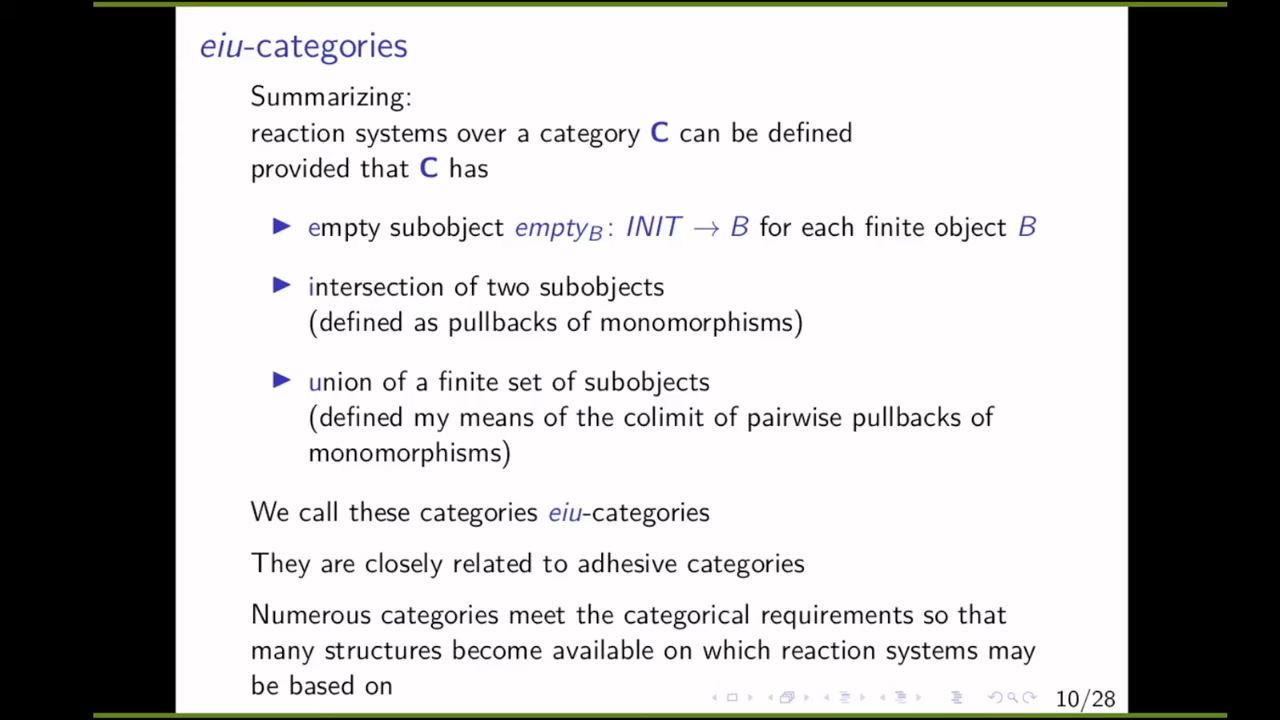 eiu-categories
Summarizing:
reaction systems over a category C can be defined
provided that C has
▶ empty subobject empty_B : INIT → B for each finite object B
▶ intersection of two subobjects
(defined as pullbacks of monomorphisms)
▶ union of a finite set of subobjects
(defined my means of the colimit of pairwise pullbacks of
monomorphisms)
We call these categories eiu-categories
They are closely related to adhesive categories
Numerous categories meet the categorical requirements so that
many structures become available on which reaction systems may
be based on
10/28